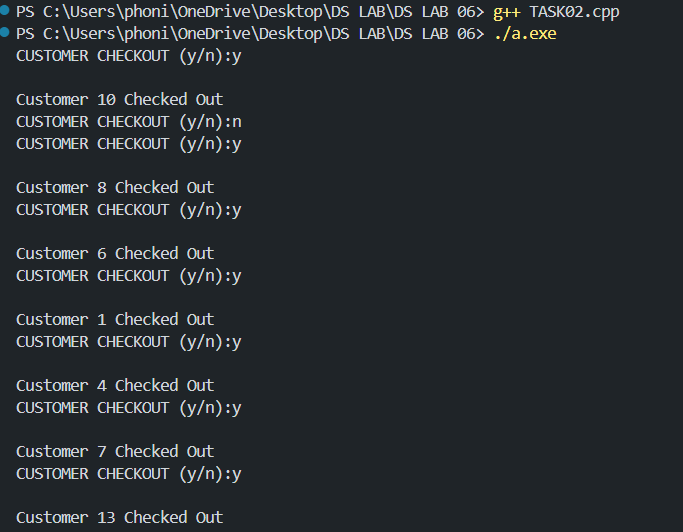 PS C:\Users\phoni\OneDrive\Desktop\DS LAB\DS LAB 06> g++ TASK02.cpp
PS C:\Users\phoni\OneDrive\Desktop\DS LAB\DS LAB 06> ./a.exe
CUSTOMER CHECKOUT (y/n):y
Customer 10 Checked Out
CUSTOMER CHECKOUT (y/n):n
CUSTOMER CHECKOUT (y/n):y
Customer 8 Checked Out
CUSTOMER CHECKOUT (y/n):y
Customer 6 Checked Out
CUSTOMER CHECKOUT (y/n):y
Customer 1 Checked Out
CUSTOMER CHECKOUT (y/n):y
Customer 4 Checked Out
CUSTOMER CHECKOUT (y/n):y
Customer 7 Checked Out
CUSTOMER CHECKOUT (y/n):y
Customer 13 Checked Out